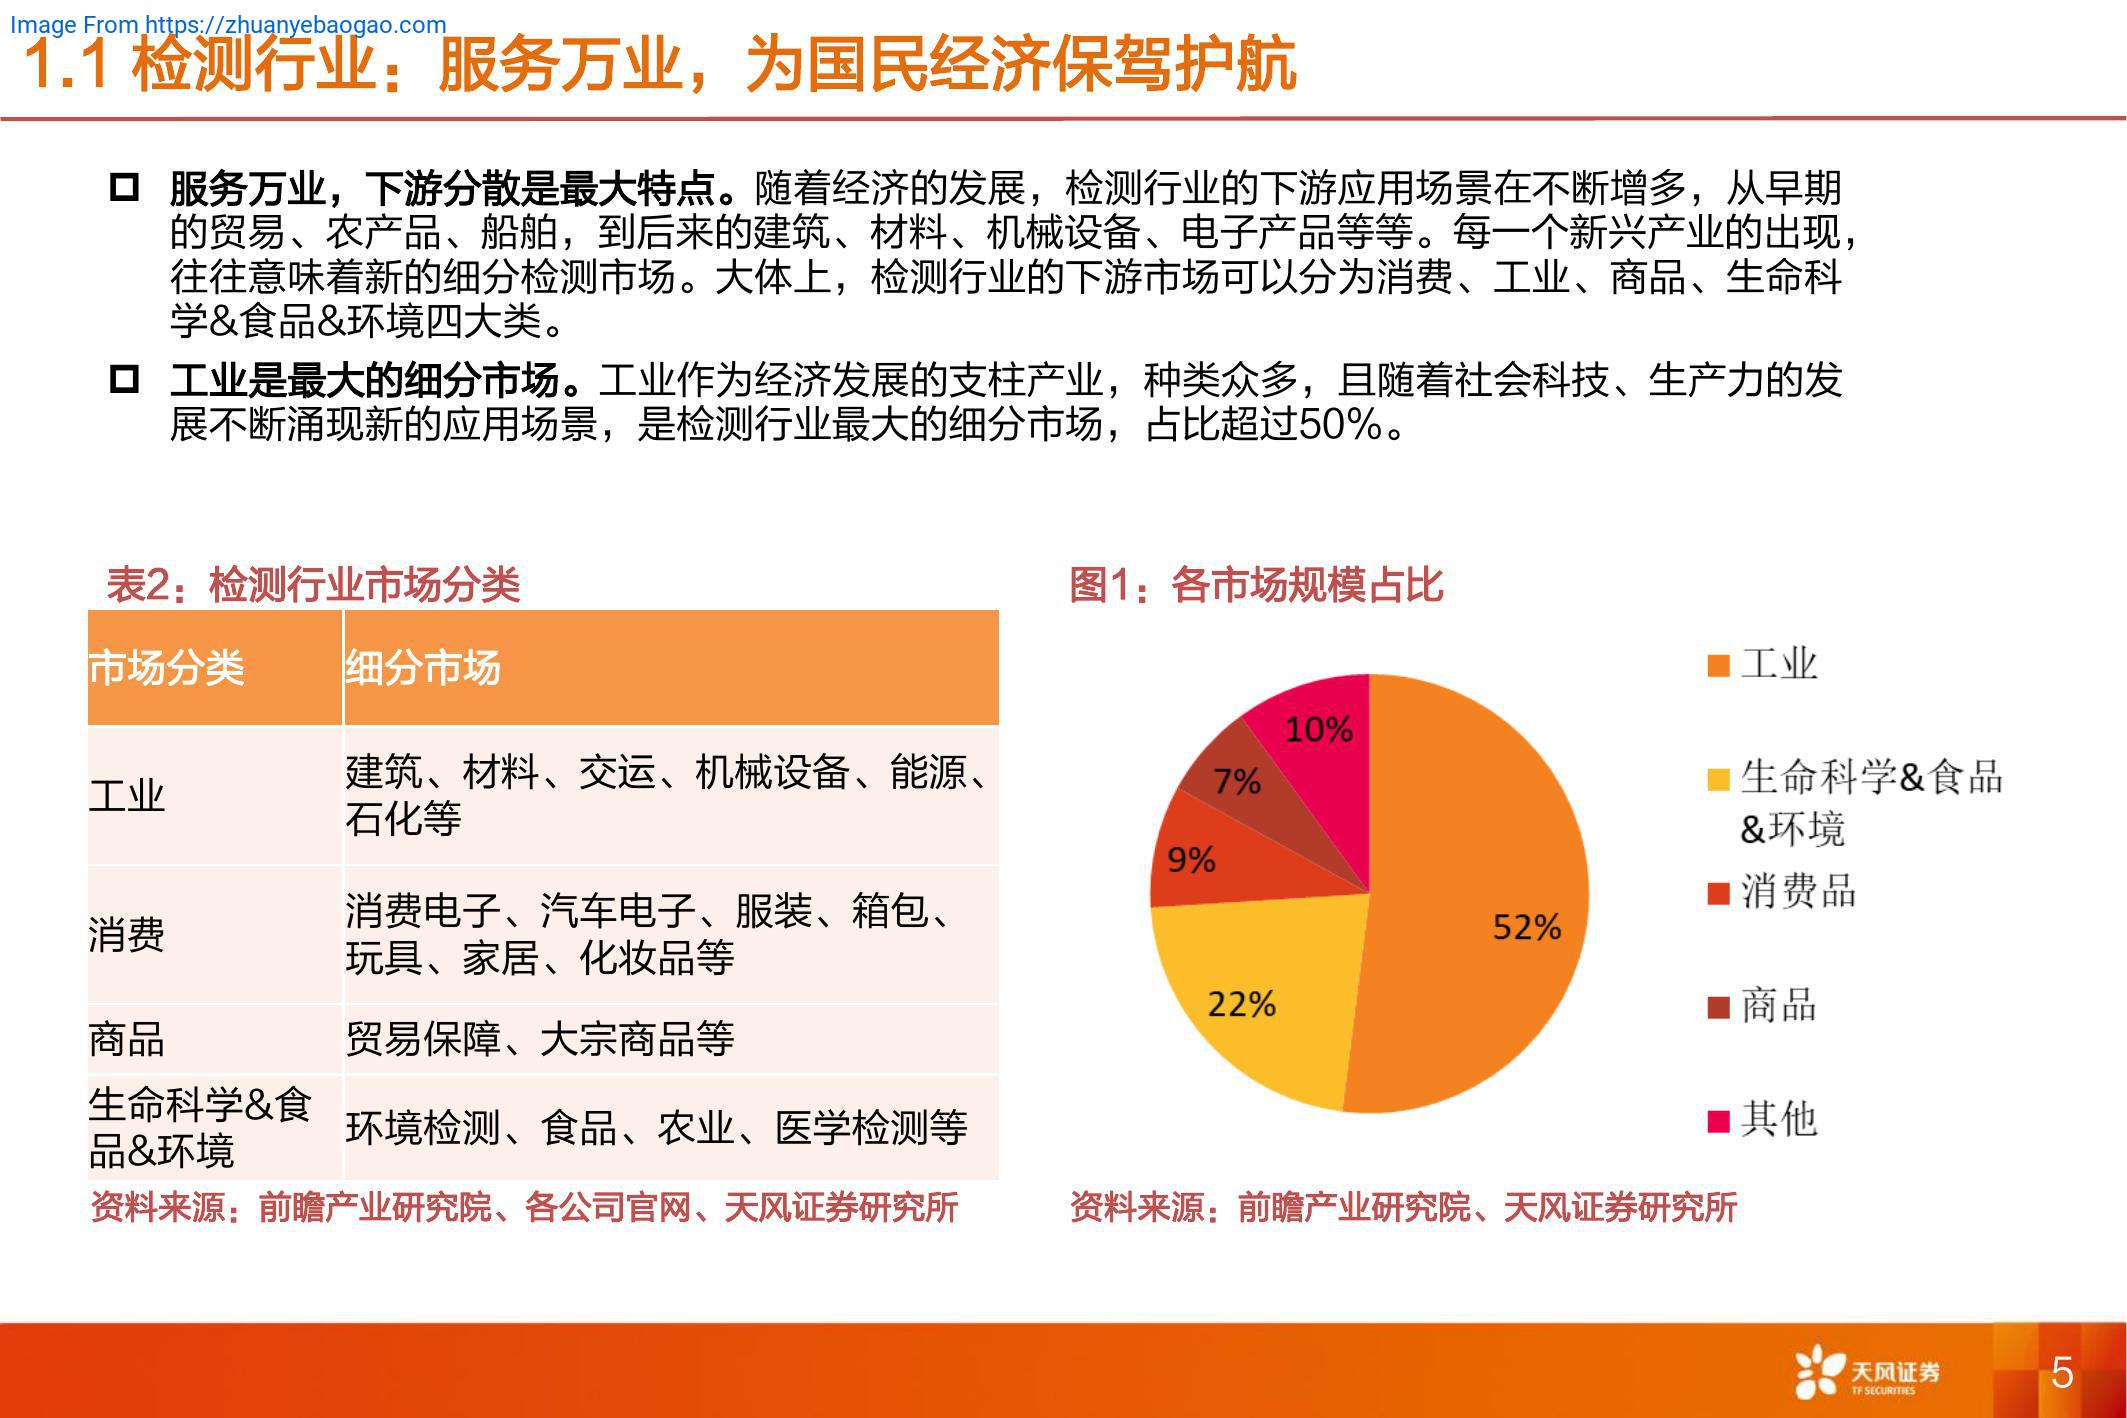 Image From https://zhuanyebaogao.com
1.1 检测行业：服务万业，为国民经济保驾护航
服务万业，下游分散是最大特点。随着经济的发展，检测行业的下游应用场景在不断增多，从早期
的贸易、农产品、船舶，到后来的建筑、材料、机械设备、电子产品等等。每一个新兴产业的出现，
往往意味着新的细分检测市场。大体上，检测行业的下游市场可以分为消费、工业、商品、生命科
学&食品&环境四大类。
工业是最大的细分市场。工业作为经济发展的支柱产业，种类众多，且随着社会科技、生产力的发
展不断涌现新的应用场景，是检测行业最大的细分市场，占比超过50%。
表2：检测行业市场分类
市场分类
细分市场
工业
建筑、材料、交运、机械设备、能源、
石化等
消费
消费电子、汽车电子、服装、箱包、
玩具、家居、化妆品等
商品
贸易保障、大宗商品等
生命科学&食
品&环境
环境检测、食品、农业、医学检测等
资料来源：前瞻产业研究院、各公司官网、天风证券研究所
图1：各市场规模占比
10%
7%
9%
52%
22%
工业
生命科学&食品
&环境
消费品
商品
其他
资料来源：前瞻产业研究院、天风证券研究所
天风证券
TF SECURITIES
5